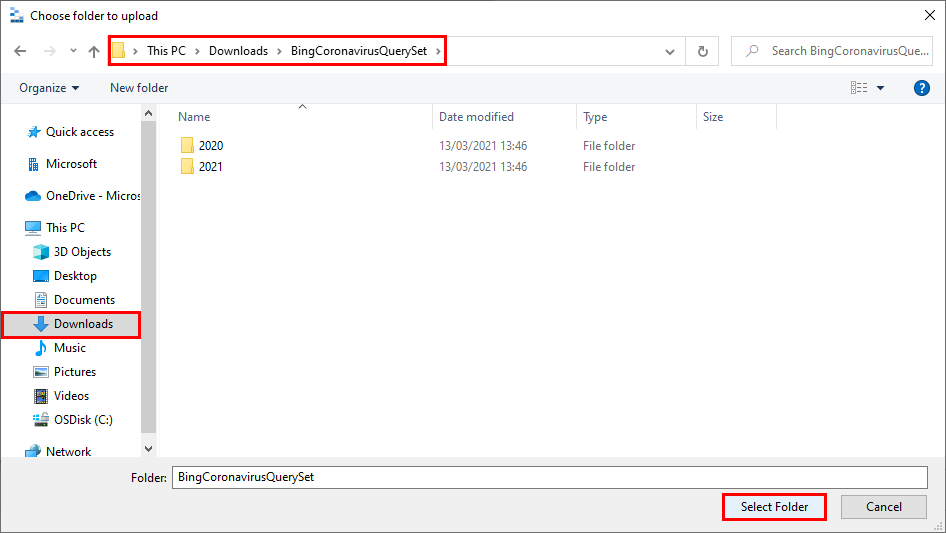 Choose folder to upload
This PC Downloads BingCoronavirusQuerySet
Search BingCoronavirusQue...
Organize New folder
Name Date modified Type Size
Quick access
Microsoft
OneDrive - Micros
This PC
3D Objects
Desktop
Documents
Downloads
Music
Pictures
Videos
OSDisk (C:)
Network
2020 13/03/2021 13:46 File folder
2021 13/03/2021 13:46 File folder
Folder: BingCoronavirusQuerySet
Select Folder Cancel